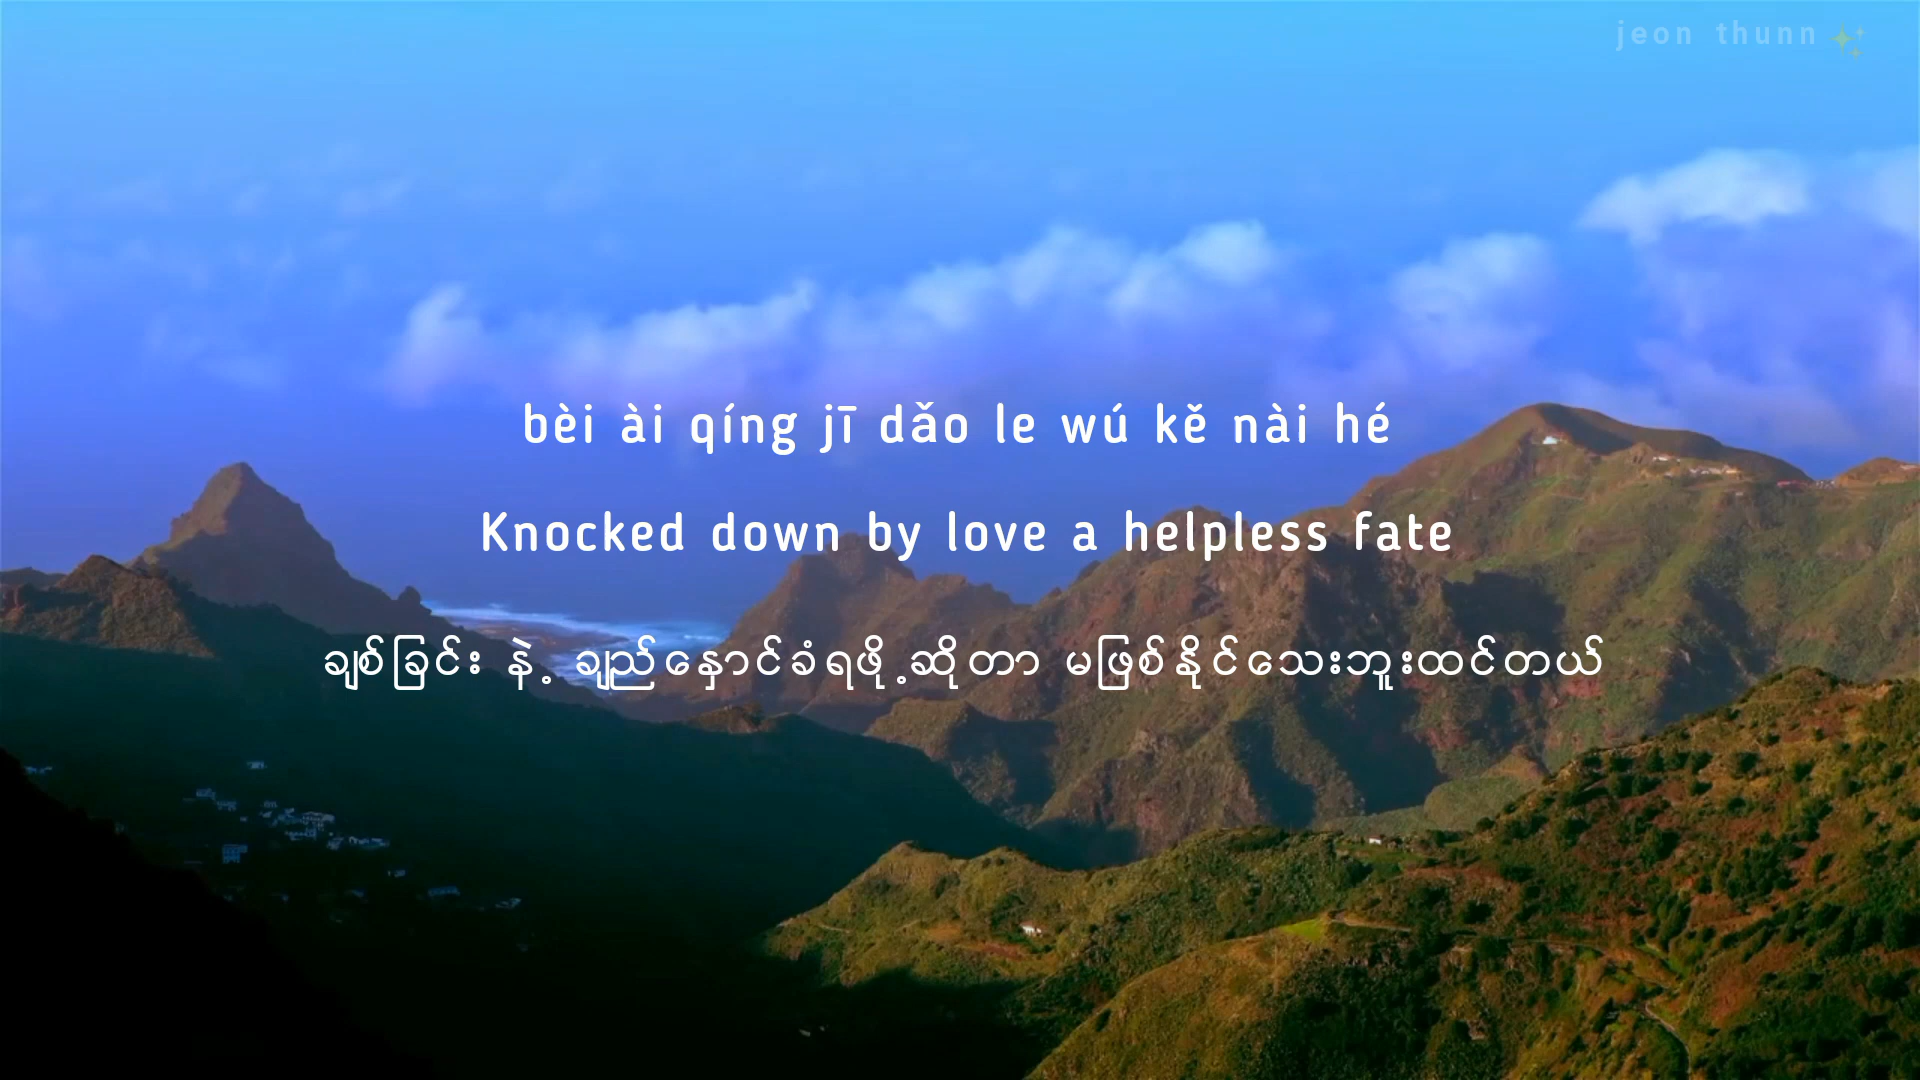 jeon thunn
bèi ài qíng jī dǎo le wú kě nài hé
Knocked down by love a helpless fate
ချစ်ခြင်း နဲ့ ချည်နှောင်ခံရဖို့ဆိုတာ မဖြစ်နိုင်သေးဘူးထင်တယ်